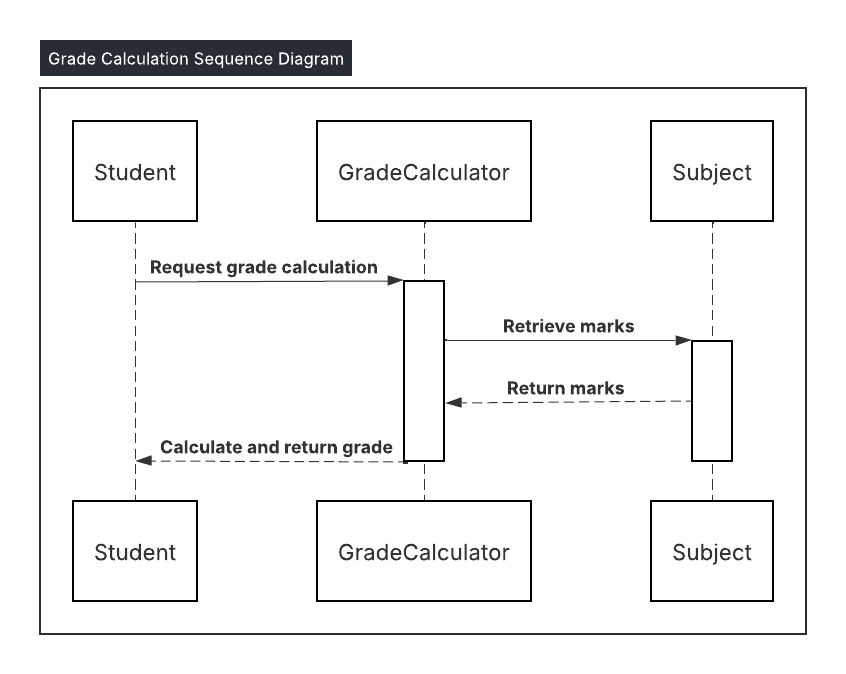 Grade Calculation Sequence Diagram
Student
GradeCalculator
Subject
Request grade calculation
Retrieve marks
Return marks
Calculate and return grade
Student
GradeCalculator
Subject